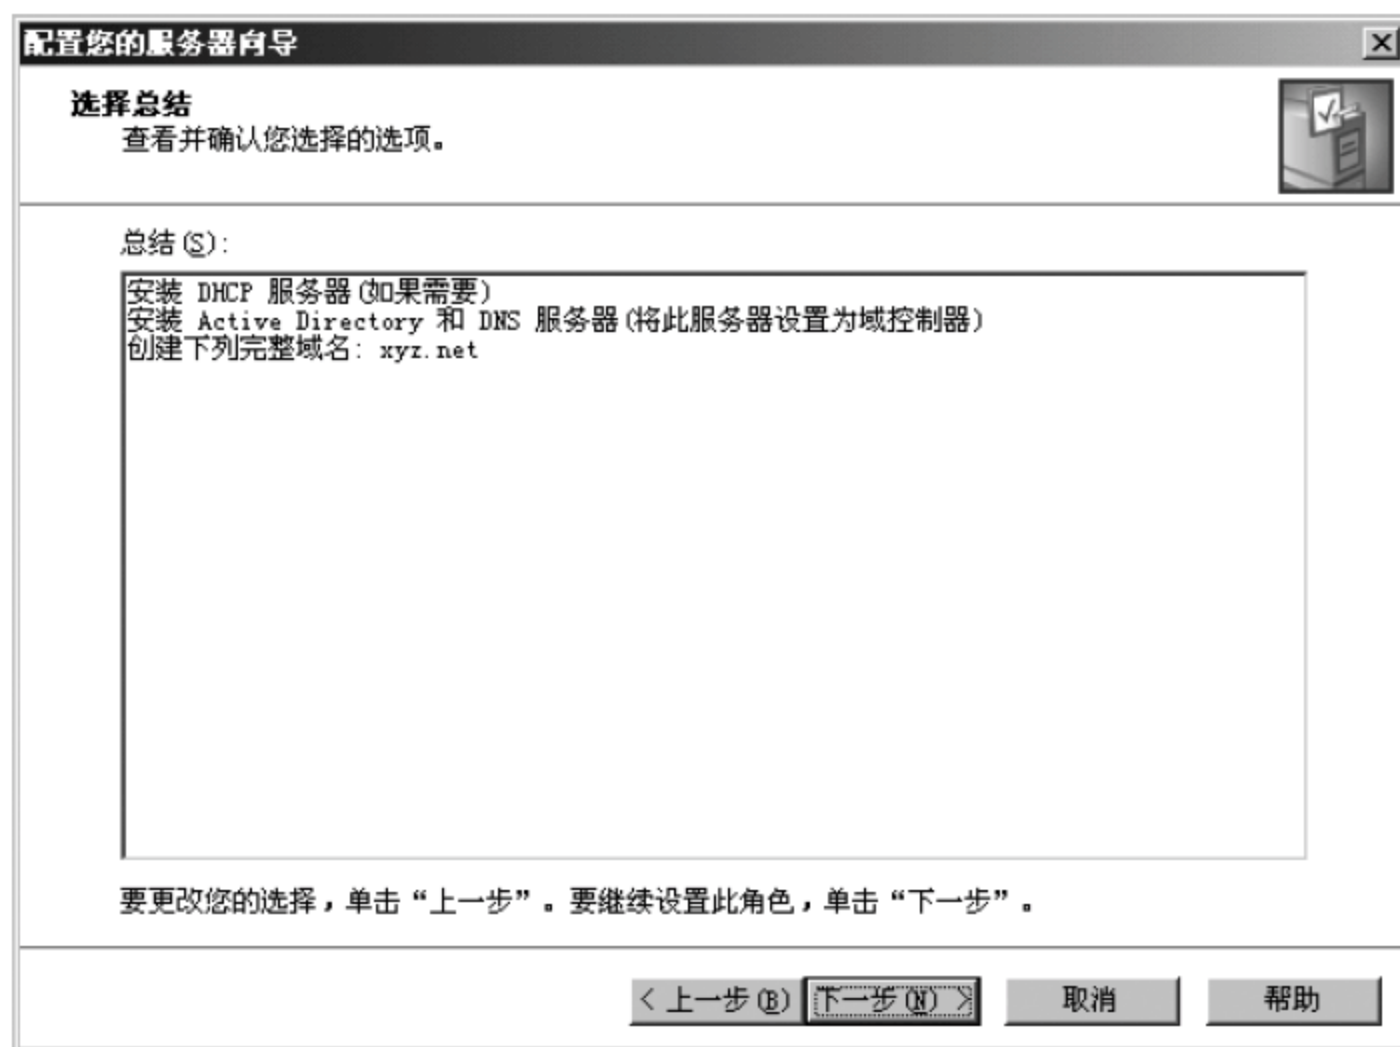 配置您的服务器向导
选择总结
查看并确认您选择的选项。
总结(S):
安装 DHCP 服务器(如果需要)
安装 Active Directory 和 DNS 服务器(将此服务器设置为域控制器)
创建下列完整域名: xyz.net
要更改您的选择，单击“上一步”。要继续设置此角色，单击“下一步”。
< 上一步(B) 下一步(N) > 取消 帮助